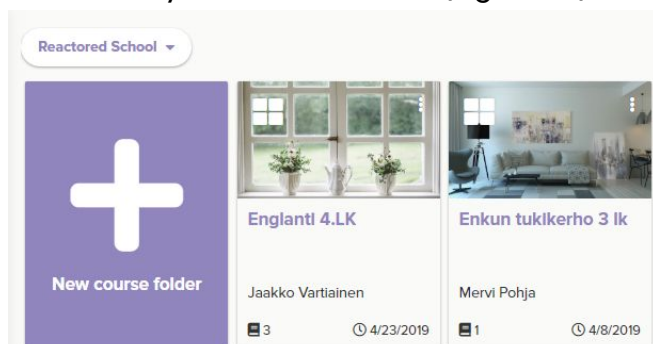 Reactored School
New course folder
Englanti 4.LK
Jaakko Vartiainen
3 4/23/2019
Enkun tukikerho 3 lk
Mervi Pohja
1 4/8/2019